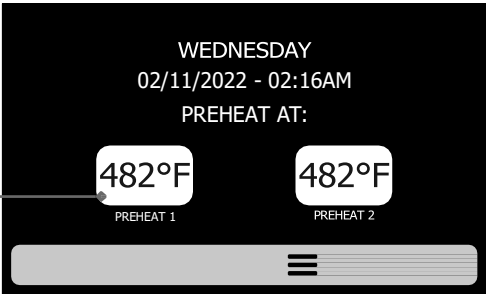 WEDNESDAY
02/11/2022 - 02:16AM
PREHEAT AT:
482°F 482°F
PREHEAT 1 PREHEAT 2